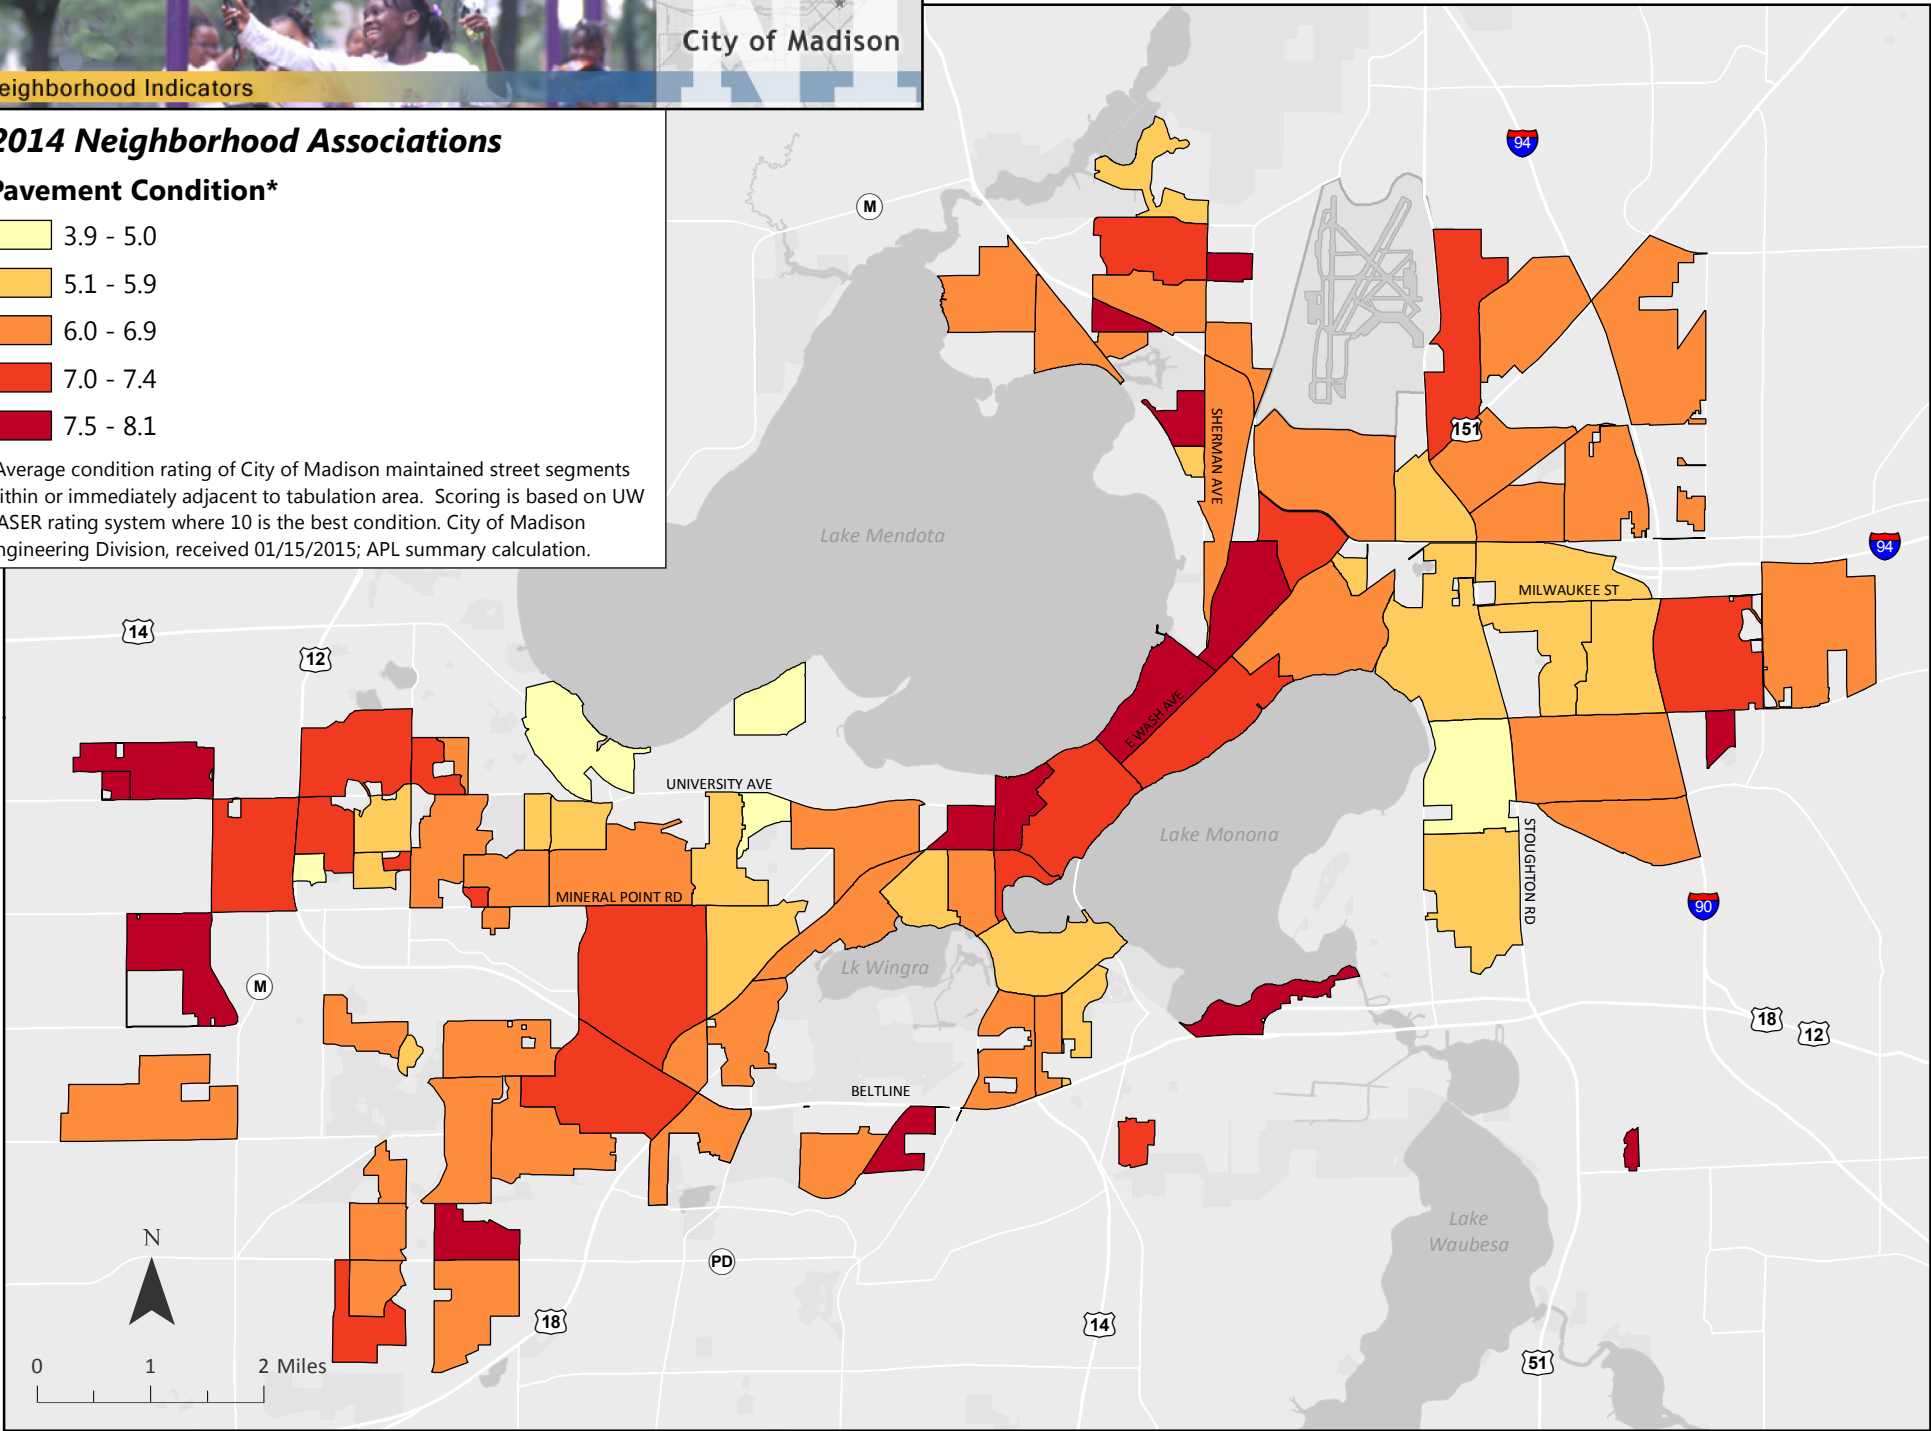 City of Madison
eighborhood Indicators
2014 Neighborhood Associations
Pavement Condition*
3.9 - 5.0
5.1 - 5.9
6.0 - 6.9
7.0 - 7.4
7.5 - 8.1
Average condition rating of City of Madison maintained street segments
ithin or immediately adjacent to tabulation area. Scoring is based on UW
ASER rating system where 10 is the best condition. City of Madison
ngineering Division, received 01/15/2015; APL summary calculation.
94
M
SHERMAN AVE
151
Lake Mendota
94
MILWAUKEE ST
14
12
E WASH AVE
UNIVERSITY AVE
Lake Monona
STOUGHTON RD
MINERAL POINT RD
90
Lk Wingra
M
18
12
BELTLINE
Lake
Waubesa
N
PD
18
14
51
0 1 2 Miles